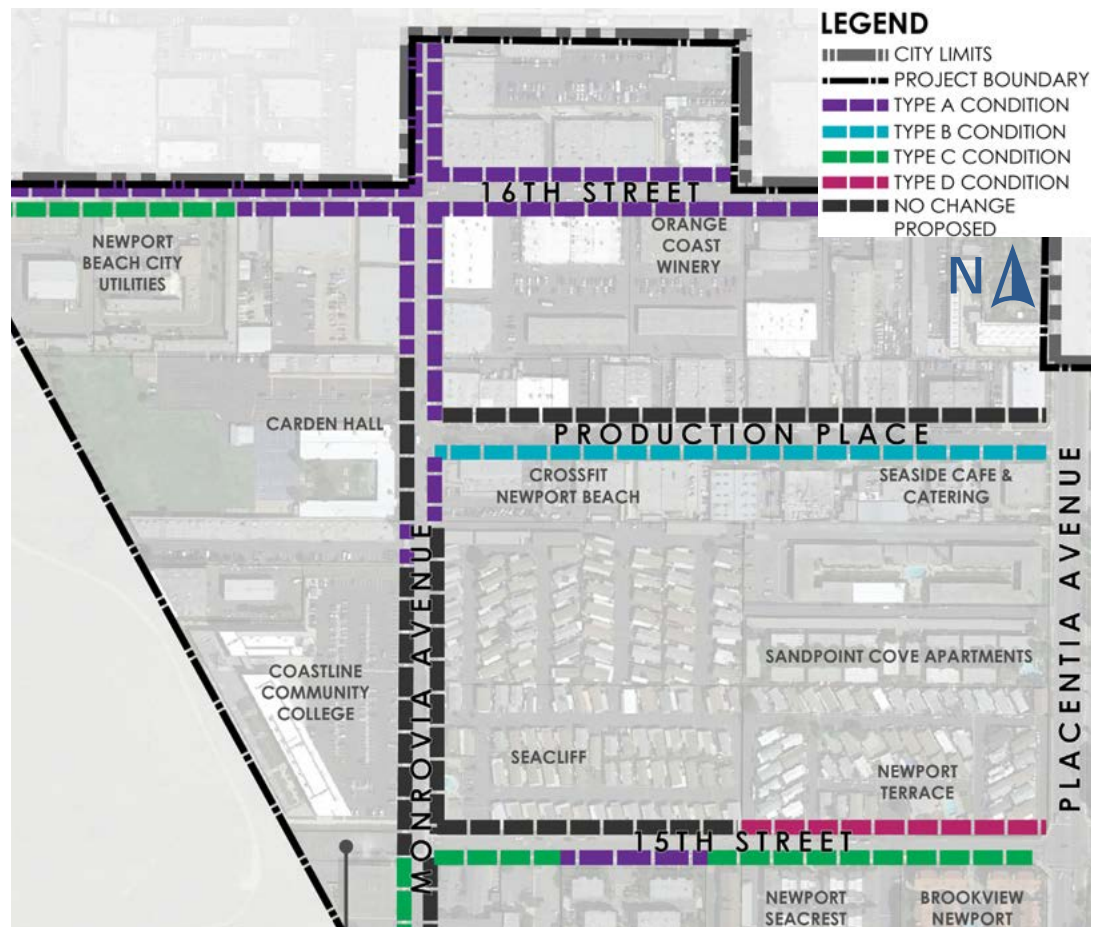 LEGEND
CITY LIMITS
PROJECT BOUNDARY
TYPE A CONDITION
TYPE B CONDITION
TYPE C CONDITION
TYPE D CONDITION
NO CHANGE
PROPOSED
N
16TH STREET
NEWPORT
BEACH CITY
UTILITIES
ORANGE
COAST
WINERY
CARDEN HALL
PRODUCTION PLACE
CROSSFIT
NEWPORT BEACH
SEASIDE CAFE &
CATERING
MONROVIA AVENUE
PLACENTIA AVENUE
COASTLINE
COMMUNITY
COLLEGE
SANDPOINT COVE APARTMENTS
SEACLIFF
NEWPORT
TERRACE
15TH STREET
NEWPORT
SEACREST
BROOKVIEW
NEWPORT